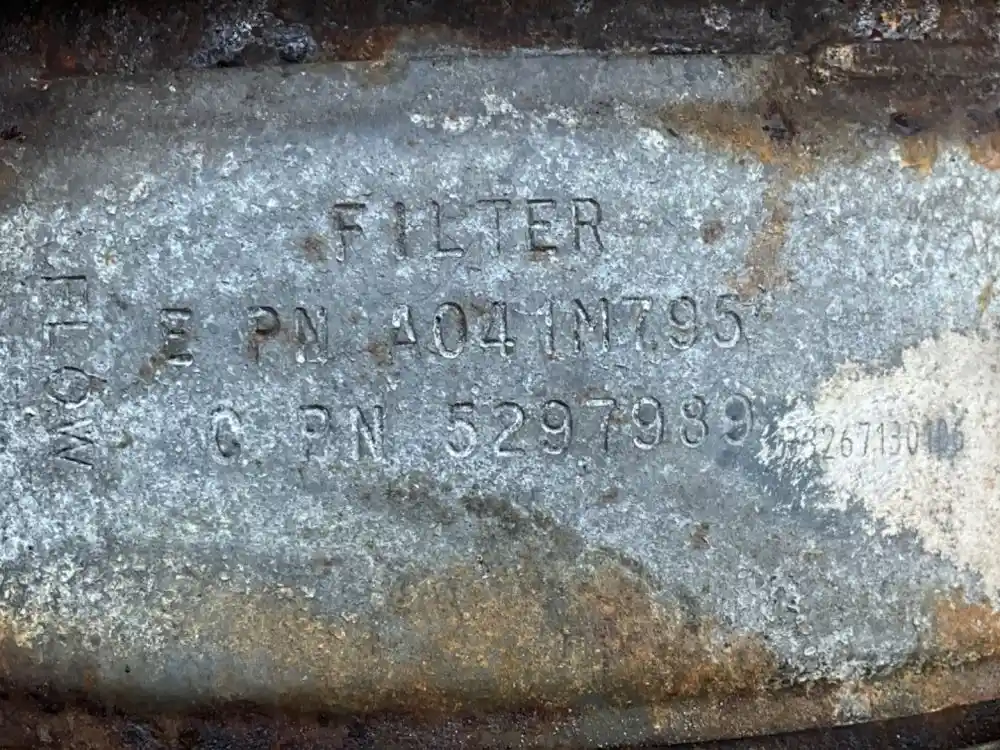 FILTER
FLOW
E PN A041M795
C PN 5297989